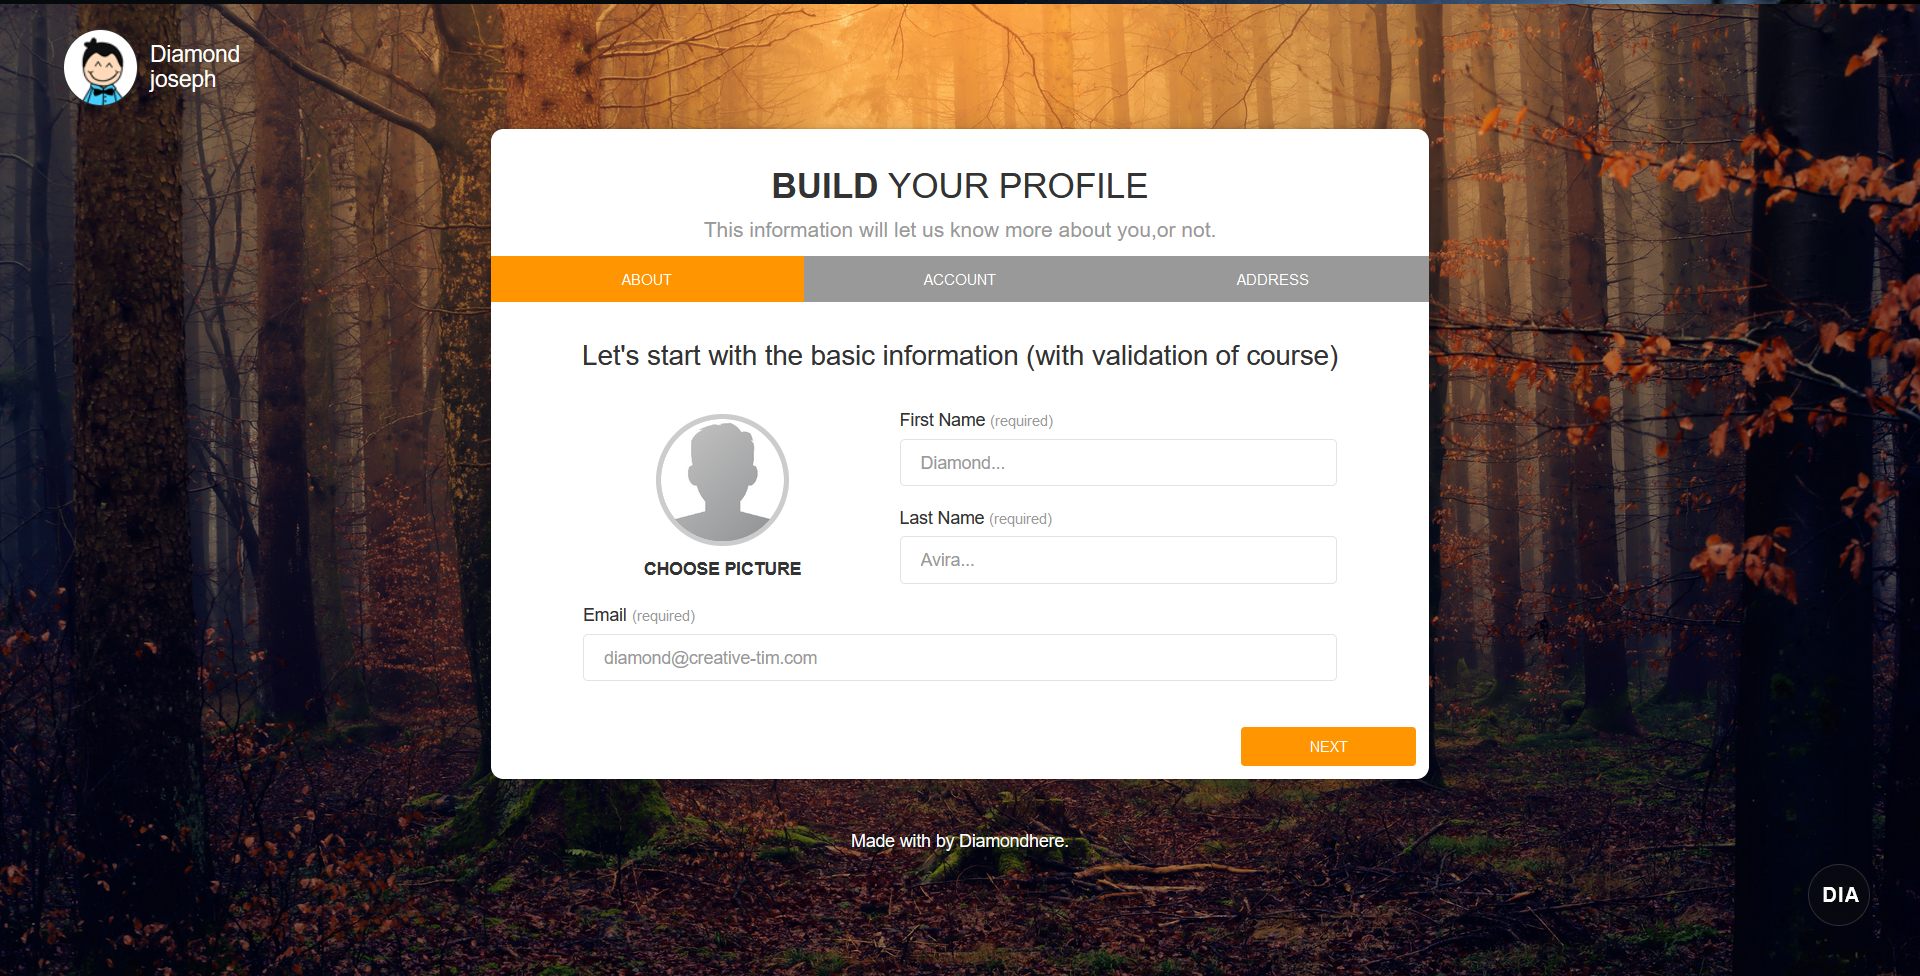 Diamond
joseph
BUILD YOUR PROFILE
This information will let us know more about you,or not.
ABOUT
ACCOUNT
ADDRESS
Let's start with the basic information (with validation of course)
CHOOSE PICTURE
First Name (required)
Diamond...
Last Name (required)
Avira...
Email (required)
diamond@creative-tim.com
NEXT
Made with by Diamondhere.
DIA